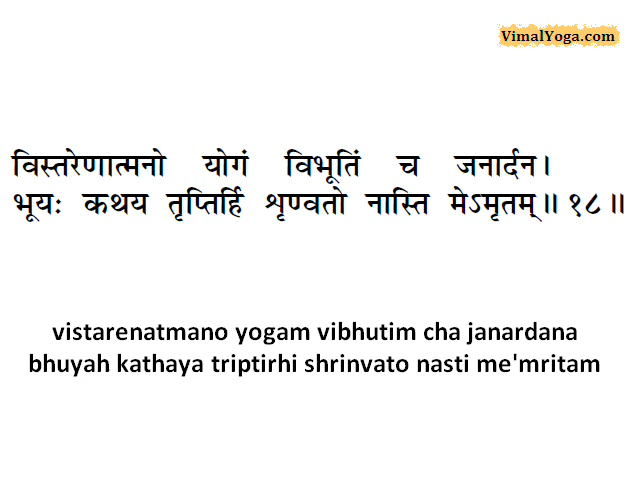 VimalYoga.com
विस्तरेणात्मनो योगं विभूतिं च जनार्दन।
भूयः कथय तृप्तिर्हि शृण्वतो नास्ति मेऽमृतम्॥ १८॥
vistarenatmano yogam vibhutim cha janardana
bhuyah kathaya triptirhi shrinvato nasti me'mritam